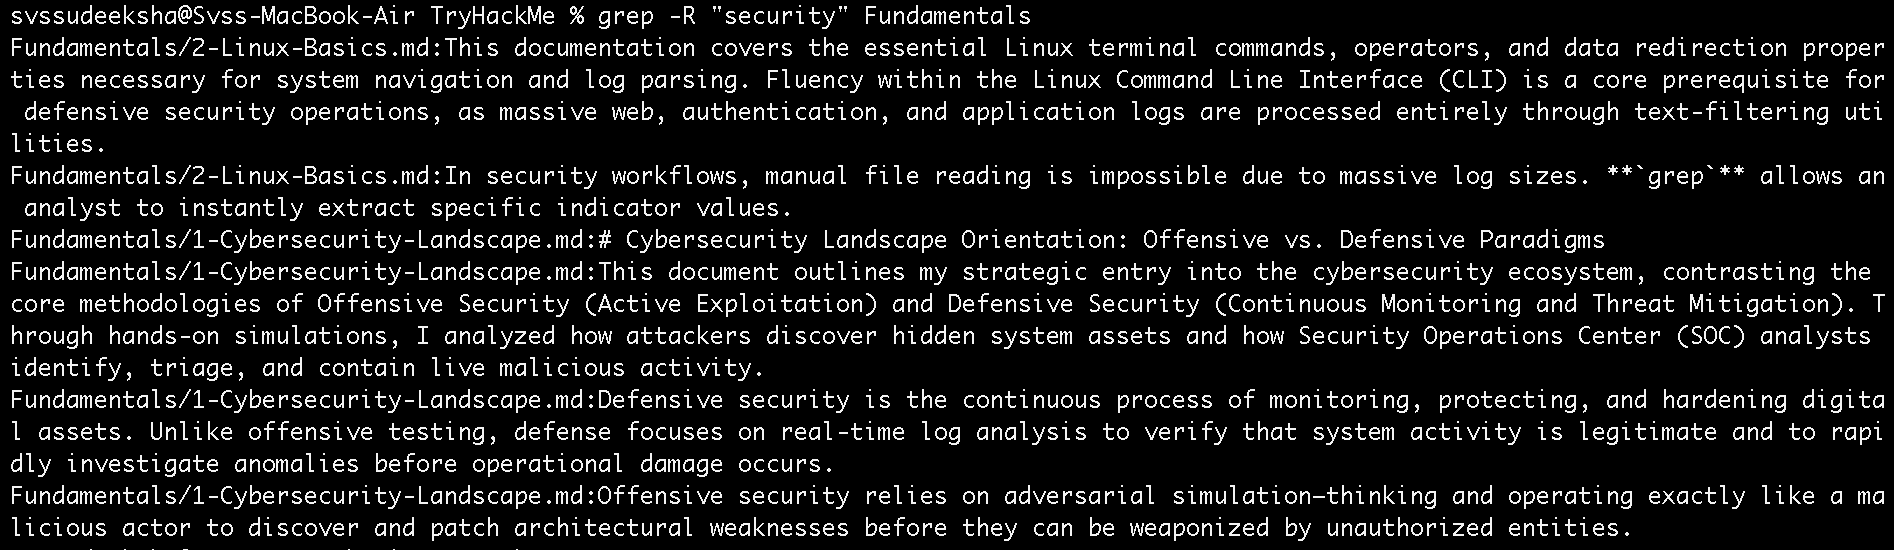 svssudeeksha@Svss-MacBook-Air TryHackMe % grep -R "security" Fundamentals
Fundamentals/2-Linux-Basics.md:This documentation covers the essential Linux terminal commands, operators, and data redirection proper
ties necessary for system navigation and log parsing. Fluency within the Linux Command Line Interface (CLI) is a core prerequisite for
 defensive security operations, as massive web, authentication, and application logs are processed entirely through text-filtering uti
lities.
Fundamentals/2-Linux-Basics.md:In security workflows, manual file reading is impossible due to massive log sizes. **`grep`** allows an
 analyst to instantly extract specific indicator values.
Fundamentals/1-Cybersecurity-Landscape.md:# Cybersecurity Landscape Orientation: Offensive vs. Defensive Paradigms
Fundamentals/1-Cybersecurity-Landscape.md:This document outlines my strategic entry into the cybersecurity ecosystem, contrasting the
core methodologies of Offensive Security (Active Exploitation) and Defensive Security (Continuous Monitoring and Threat Mitigation). T
hrough hands-on simulations, I analyzed how attackers discover hidden system assets and how Security Operations Center (SOC) analysts
identify, triage, and contain live malicious activity.
Fundamentals/1-Cybersecurity-Landscape.md:Defensive security is the continuous process of monitoring, protecting, and hardening digita
l assets. Unlike offensive testing, defense focuses on real-time log analysis to verify that system activity is legitimate and to rapi
dly investigate anomalies before operational damage occurs.
Fundamentals/1-Cybersecurity-Landscape.md:Offensive security relies on adversarial simulation—thinking and operating exactly like a ma
licious actor to discover and patch architectural weaknesses before they can be weaponized by unauthorized entities.